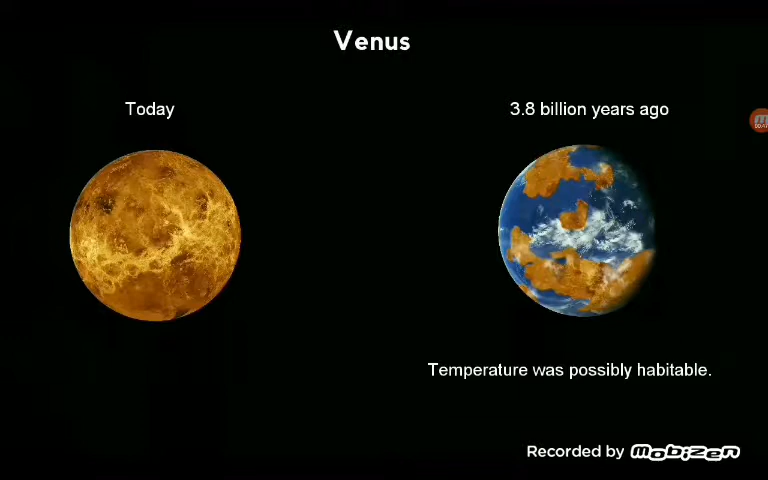 Venus
Today
3.8 billion years ago
Temperature was possibly habitable.
Recorded by Mobizen